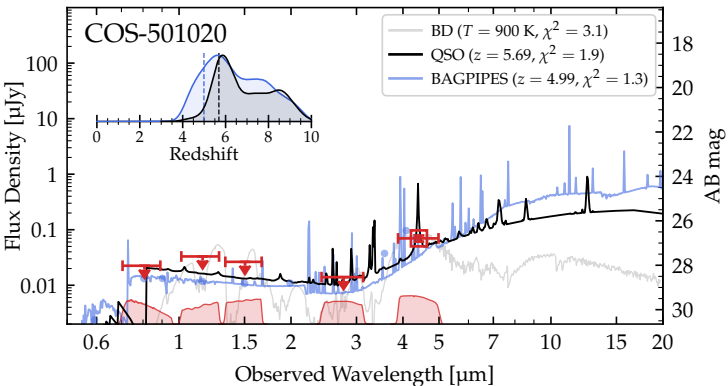 COS-501020
BD (T = 900 K, χ² = 3.1)
QSO (z = 5.69, χ² = 1.9)
BAGPIPES (z = 4.99, χ² = 1.3)
0 2 4 6 8 10
Redshift
Flux Density [μJy]
100
10
1
0.1
0.01
AB mag
18
20
22
24
26
28
30
0.6 1 1.5 2 3 4 5 10 15 20
Observed Wavelength [μm]